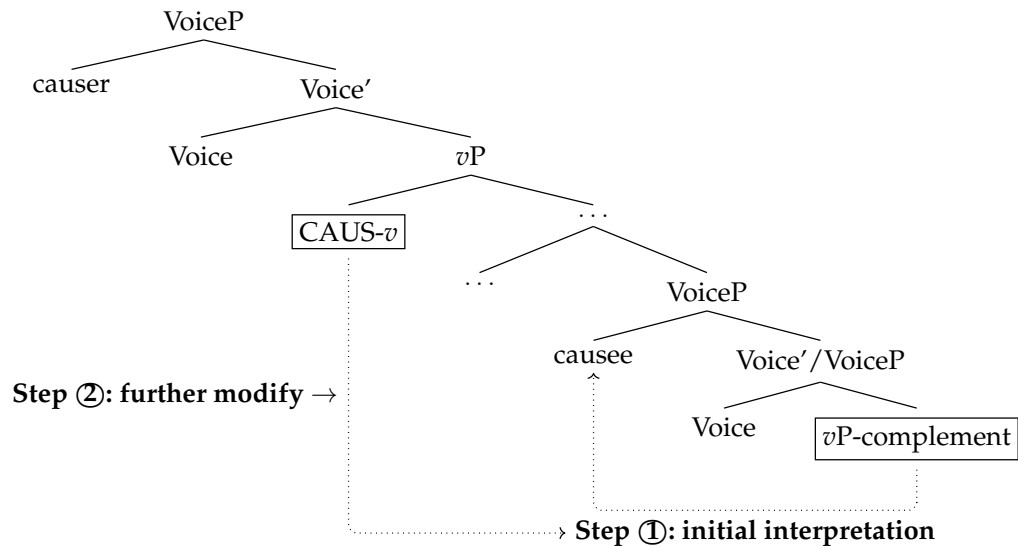 VoiceP
causer Voice’
Voice vP
CAUS-v . . .
. . . VoiceP
causee Voice’/VoiceP
Step ②: further modify →
Voice vP-complement
Step ①: initial interpretation